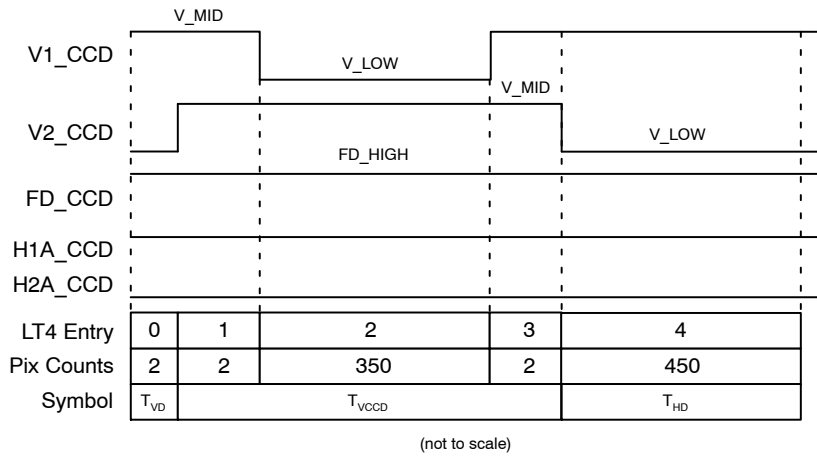 V_MID
V1_CCD
V_LOW
V_MID
V2_CCD
V_LOW
FD_HIGH
FD_CCD
H1A_CCD
H2A_CCD
LT4 Entry 0 1 2 3 4
Pix Counts 2 2 350 2 450
Symbol TVD TVCCD THD
(not to scale)